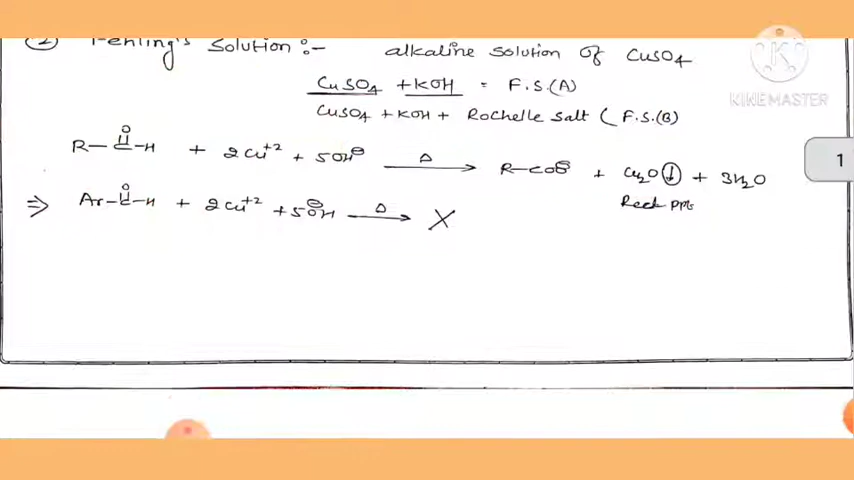 ② Fehling's Solution :- alkaline solution of CuSO4
CuSO4 + KOH = F.S.(A)
CuSO4 + KOH + Rochelle Salt ( F.S.(B)
KINEMASTER
R-C(=O)-H + 2Cu+2 + 5OH⊖ —Δ→ R-COO⊖ + Cu2O(↓) + 3H2O
Red PPt
1
⇒ Ar-C(=O)-H + 2Cu+2 + 5OH⊖ —Δ→ X